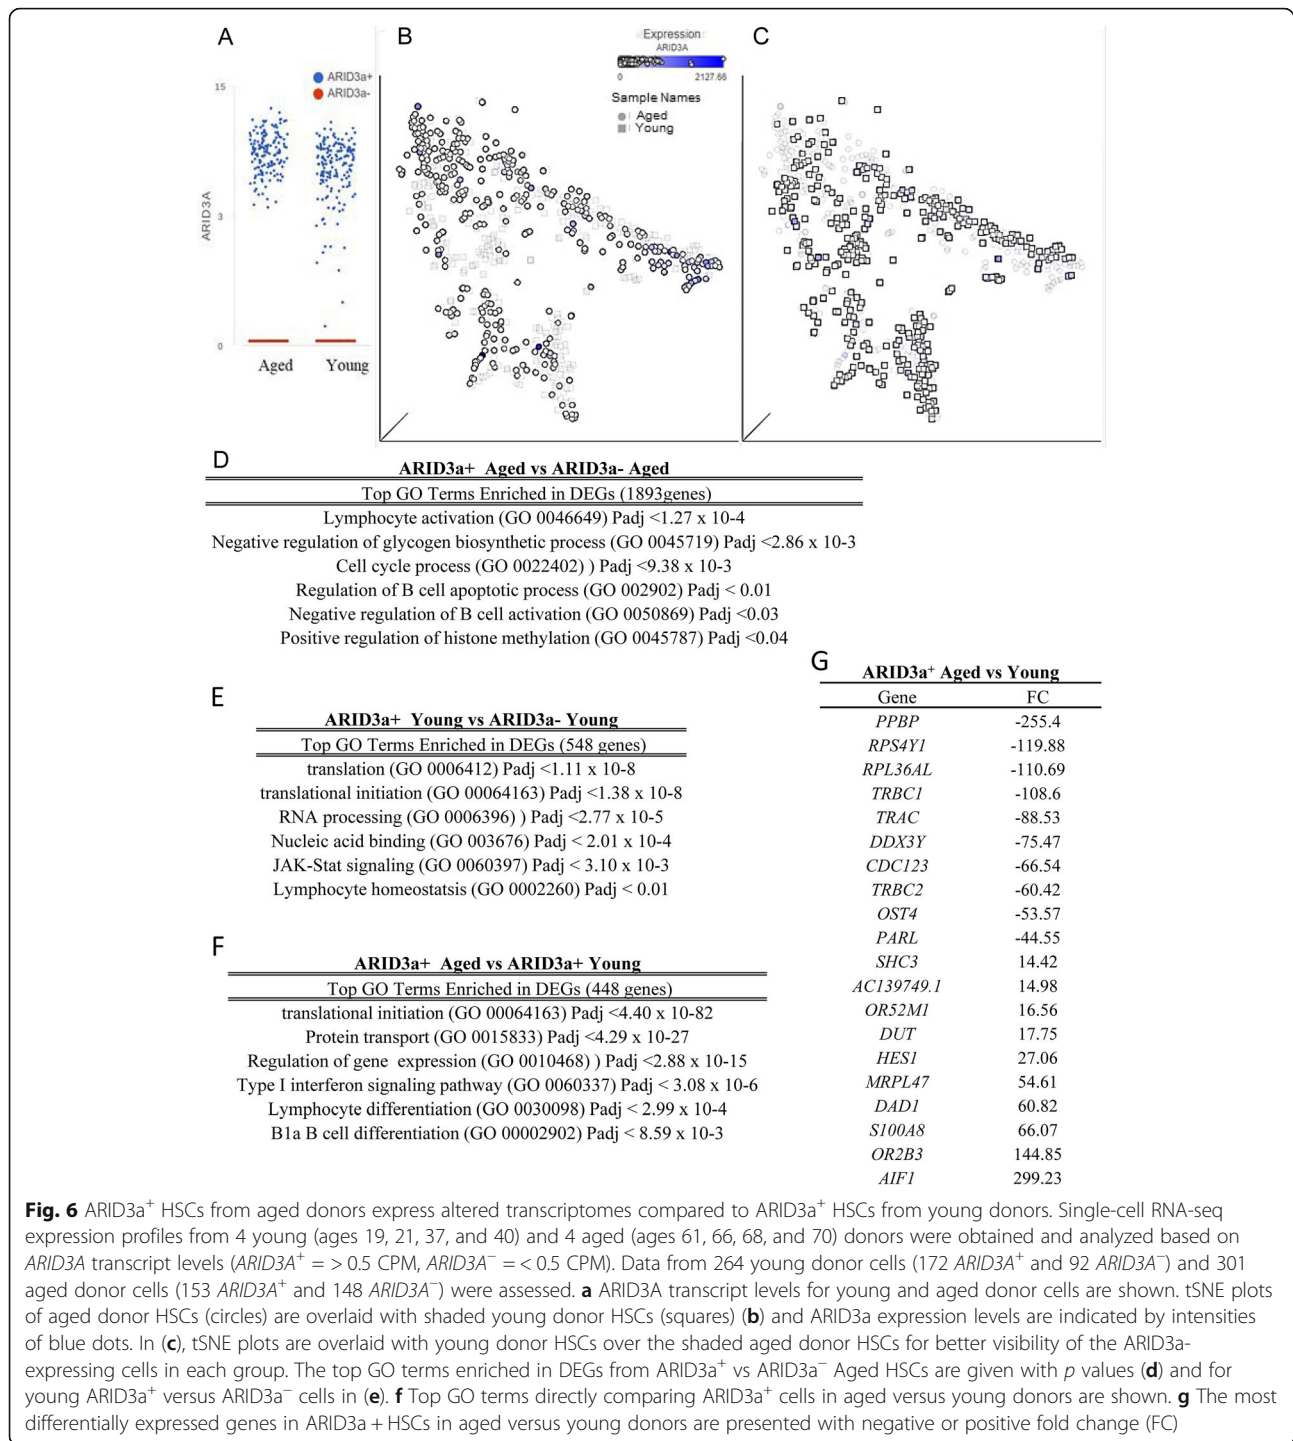 A
B
C
Expression
ARID3A
0
2127.66
Sample Names
Aged
Young
ARID3a+
ARID3a-
15
3
0
ARID3A
Aged
Young
D
ARID3a+ Aged vs ARID3a- Aged
Top GO Terms Enriched in DEGs (1893genes)
Lymphocyte activation (GO 0046649) Padj <1.27 x 10-4
Negative regulation of glycogen biosynthetic process (GO 0045719) Padj <2.86 x 10-3
Cell cycle process (GO 0022402) ) Padj <9.38 x 10-3
Regulation of B cell apoptotic process (GO 002902) Padj < 0.01
Negative regulation of B cell activation (GO 0050869) Padj <0.03
Positive regulation of histone methylation (GO 0045787) Padj <0.04
E
ARID3a+ Young vs ARID3a- Young
Top GO Terms Enriched in DEGs (548 genes)
translation (GO 0006412) Padj <1.11 x 10-8
translational initiation (GO 00064163) Padj <1.38 x 10-8
RNA processing (GO 0006396) ) Padj <2.77 x 10-5
Nucleic acid binding (GO 003676) Padj < 2.01 x 10-4
JAK-Stat signaling (GO 0060397) Padj < 3.10 x 10-3
Lymphocyte homeostatsis (GO 0002260) Padj < 0.01
F
ARID3a+ Aged vs ARID3a+ Young
Top GO Terms Enriched in DEGs (448 genes)
translational initiation (GO 00064163) Padj <4.40 x 10-82
Protein transport (GO 0015833) Padj <4.29 x 10-27
Regulation of gene expression (GO 0010468) ) Padj <2.88 x 10-15
Type I interferon signaling pathway (GO 0060337) Padj < 3.08 x 10-6
Lymphocyte differentiation (GO 0030098) Padj < 2.99 x 10-4
B1a B cell differentiation (GO 00002902) Padj < 8.59 x 10-3
G
ARID3a⁺ Aged vs Young
Gene FC
PPBP -255.4
RPS4Y1 -119.88
RPL36AL -110.69
TRBC1 -108.6
TRAC -88.53
DDX3Y -75.47
CDC123 -66.54
TRBC2 -60.42
OST4 -53.57
PARL -44.55
SHC3 14.42
AC139749.1 14.98
OR52M1 16.56
DUT 17.75
HES1 27.06
MRPL47 54.61
DAD1 60.82
S100A8 66.07
OR2B3 144.85
AIF1 299.23
Fig. 6 ARID3a⁺ HSCs from aged donors express altered transcriptomes compared to ARID3a⁺ HSCs from young donors. Single-cell RNA-seq
expression profiles from 4 young (ages 19, 21, 37, and 40) and 4 aged (ages 61, 66, 68, and 70) donors were obtained and analyzed based on
ARID3A transcript levels (ARID3A⁺ = > 0.5 CPM, ARID3A⁻ = < 0.5 CPM). Data from 264 young donor cells (172 ARID3A⁺ and 92 ARID3A⁻) and 301
aged donor cells (153 ARID3A⁺ and 148 ARID3A⁻) were assessed. a ARID3A transcript levels for young and aged donor cells are shown. tSNE plots
of aged donor HSCs (circles) are overlaid with shaded young donor HSCs (squares) (b) and ARID3a expression levels are indicated by intensities
of blue dots. In (c), tSNE plots are overlaid with young donor HSCs over the shaded aged donor HSCs for better visibility of the ARID3a-
expressing cells in each group. The top GO terms enriched in DEGs from ARID3a⁺ vs ARID3a⁻ Aged HSCs are given with p values (d) and for
young ARID3a⁺ versus ARID3a⁻ cells in (e). f Top GO terms directly comparing ARID3a⁺ cells in aged versus young donors are shown. g The most
differentially expressed genes in ARID3a + HSCs in aged versus young donors are presented with negative or positive fold change (FC)